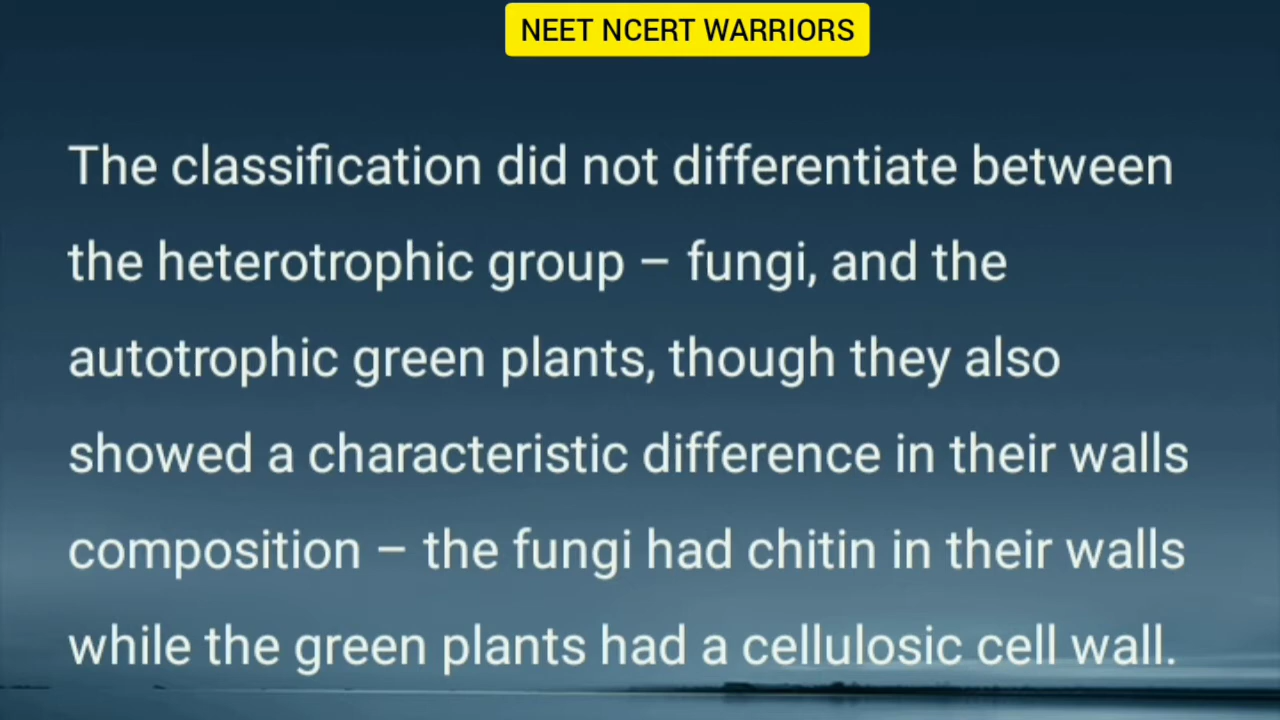 NEET NCERT WARRIORS
The classification did not differentiate between
the heterotrophic group – fungi, and the
autotrophic green plants, though they also
showed a characteristic difference in their walls
composition – the fungi had chitin in their walls
while the green plants had a cellulosic cell wall.